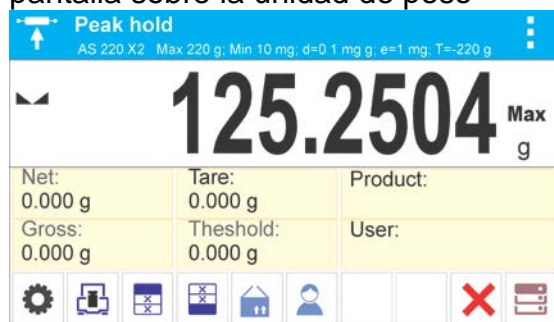 pantalla sobre la unidad de peso
Peak hold
AS 220 X2 Max 220 g; Min 10 mg; d=0 1 mg g; e=1 mg; T=-220 g
125.2504 Max
g
Net: Tare: Product:
0.000 g 0.000 g
Gross: Theshold: User:
0.000 g 0.000 g